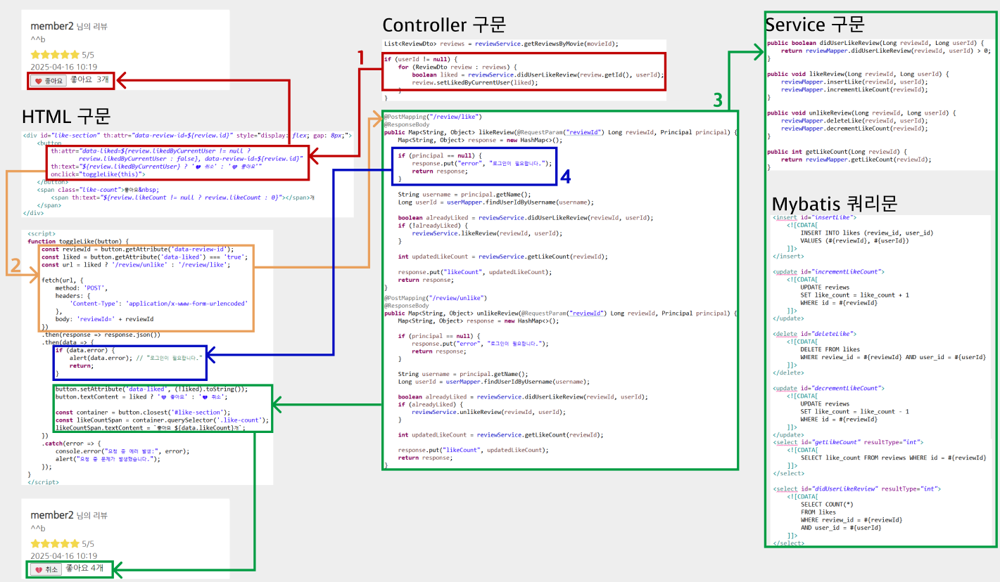 member2 님의 리뷰
^^b
5/5
2025-04-16 10:19
좋아요
좋아요 3개
HTML 구문
<div id="like-section" th:attr="data-review-id=${review.id}" style="display: flex; gap: 8px;">
<button
th:attr="data-liked=${review.likedByCurrentUser != null ?
review.likedByCurrentUser : false}, data-review-id=${review.id}"
th:text="${review.likedByCurrentUser} ? '💔 취소' : '💖 좋아요'"
onclick="toggleLike(this)">
</button>
<span class="like-count">좋아요&nbsp;
<span th:text="${review.likeCount != null ? review.likeCount : 0}"></span>개
</span>
</div>
<script>
function toggleLike(button) {
const reviewId = button.getAttribute('data-review-id');
const liked = button.getAttribute('data-liked') === 'true';
const url = liked ? '/review/unlike' : '/review/like';
fetch(url, {
method: 'POST',
headers: {
'Content-Type': 'application/x-www-form-urlencoded'
},
body: 'reviewId=' + reviewId
})
.then(response => response.json())
.then(data => {
if (data.error) {
alert(data.error); // "로그인이 필요합니다."
return;
}
button.setAttribute('data-liked', (!liked).toString());
button.textContent = liked ? '💖 좋아요' : '💔 취소';
const container = button.closest('#like-section');
const likeCountSpan = container.querySelector('.like-count');
likeCountSpan.textContent = `좋아요 ${data.likeCount}개`;
})
.catch(error => {
console.error("요청 중 에러 발생:", error);
alert("요청 중 문제가 발생했습니다.");
});
}
</script>
member2 님의 리뷰
^^b
5/5
2025-04-16 10:19
취소
좋아요 4개
1
2
3
4
Controller 구문
List<ReviewDto> reviews = reviewService.getReviewsByMovie(movieId);
if (userId != null) {
for (ReviewDto review : reviews) {
boolean liked = reviewService.didUserLikeReview(review.getId(), userId);
review.setLikedByCurrentUser(liked);
}
}
@PostMapping("/review/like")
@ResponseBody
public Map<String, Object> likeReview(@RequestParam("reviewId") Long reviewId, Principal principal) {
Map<String, Object> response = new HashMap<>();
if (principal == null) {
response.put("error", "로그인이 필요합니다.");
return response;
}
String username = principal.getName();
Long userId = userMapper.findUserIdByUsername(username);
boolean alreadyLiked = reviewService.didUserLikeReview(reviewId, userId);
if (!alreadyLiked) {
reviewService.likeReview(reviewId, userId);
}
int updatedLikeCount = reviewService.getLikeCount(reviewId);
response.put("likeCount", updatedLikeCount);
return response;
}
@PostMapping("/review/unlike")
@ResponseBody
public Map<String, Object> unlikeReview(@RequestParam("reviewId") Long reviewId, Principal principal) {
Map<String, Object> response = new HashMap<>();
if (principal == null) {
response.put("error", "로그인이 필요합니다.");
return response;
}
String username = principal.getName();
Long userId = userMapper.findUserIdByUsername(username);
boolean alreadyLiked = reviewService.didUserLikeReview(reviewId, userId);
if (alreadyLiked) {
reviewService.unlikeReview(reviewId, userId);
}
int updatedLikeCount = reviewService.getLikeCount(reviewId);
response.put("likeCount", updatedLikeCount);
return response;
}
Service 구문
public boolean didUserLikeReview(Long reviewId, Long userId) {
return reviewMapper.didUserLikeReview(reviewId, userId) > 0;
}
public void likeReview(Long reviewId, Long userId) {
reviewMapper.insertLike(reviewId, userId);
reviewMapper.incrementLikeCount(reviewId);
}
public void unlikeReview(Long reviewId, Long userId) {
reviewMapper.deleteLike(reviewId, userId);
reviewMapper.decrementLikeCount(reviewId);
}
public int getLikeCount(Long reviewId) {
return reviewMapper.getLikeCount(reviewId);
}
Mybatis 쿼리문
<insert id="insertLike">
<![CDATA[
INSERT INTO likes (review_id, user_id)
VALUES (#{reviewId}, #{userId})
]]>
</insert>
<update id="incrementLikeCount">
<![CDATA[
UPDATE reviews
SET like_count = like_count + 1
WHERE id = #{reviewId}
]]>
</update>
<delete id="deleteLike">
<![CDATA[
DELETE FROM likes
WHERE review_id = #{reviewId} AND user_id = #{userId}
]]>
</delete>
<update id="decrementLikeCount">
<![CDATA[
UPDATE reviews
SET like_count = like_count - 1
WHERE id = #{reviewId}
]]>
</update>
<select id="getLikeCount" resultType="int">
<![CDATA[
SELECT like_count FROM reviews WHERE id = #{reviewId}
]]>
</select>
<select id="didUserLikeReview" resultType="int">
<![CDATA[
SELECT COUNT(*)
FROM likes
WHERE review_id = #{reviewId}
AND user_id = #{userId}
]]>
</select>